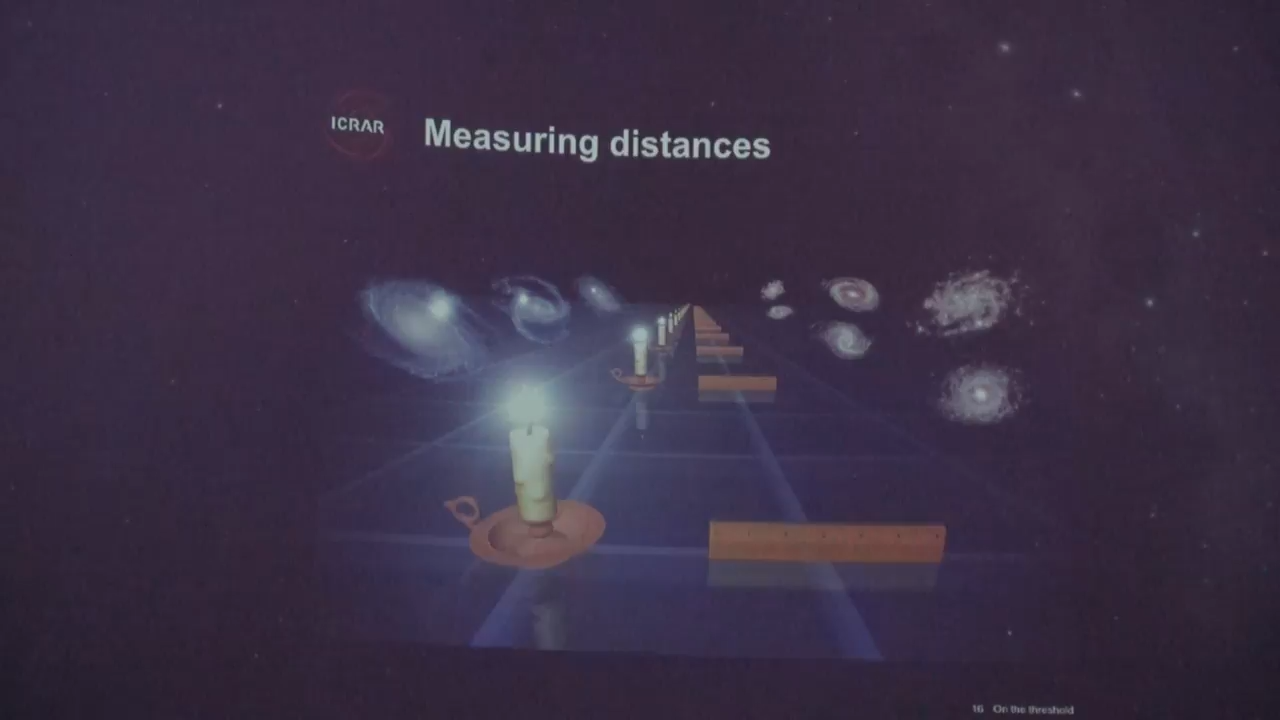 ICRAR
Measuring distances
16 On the threshold